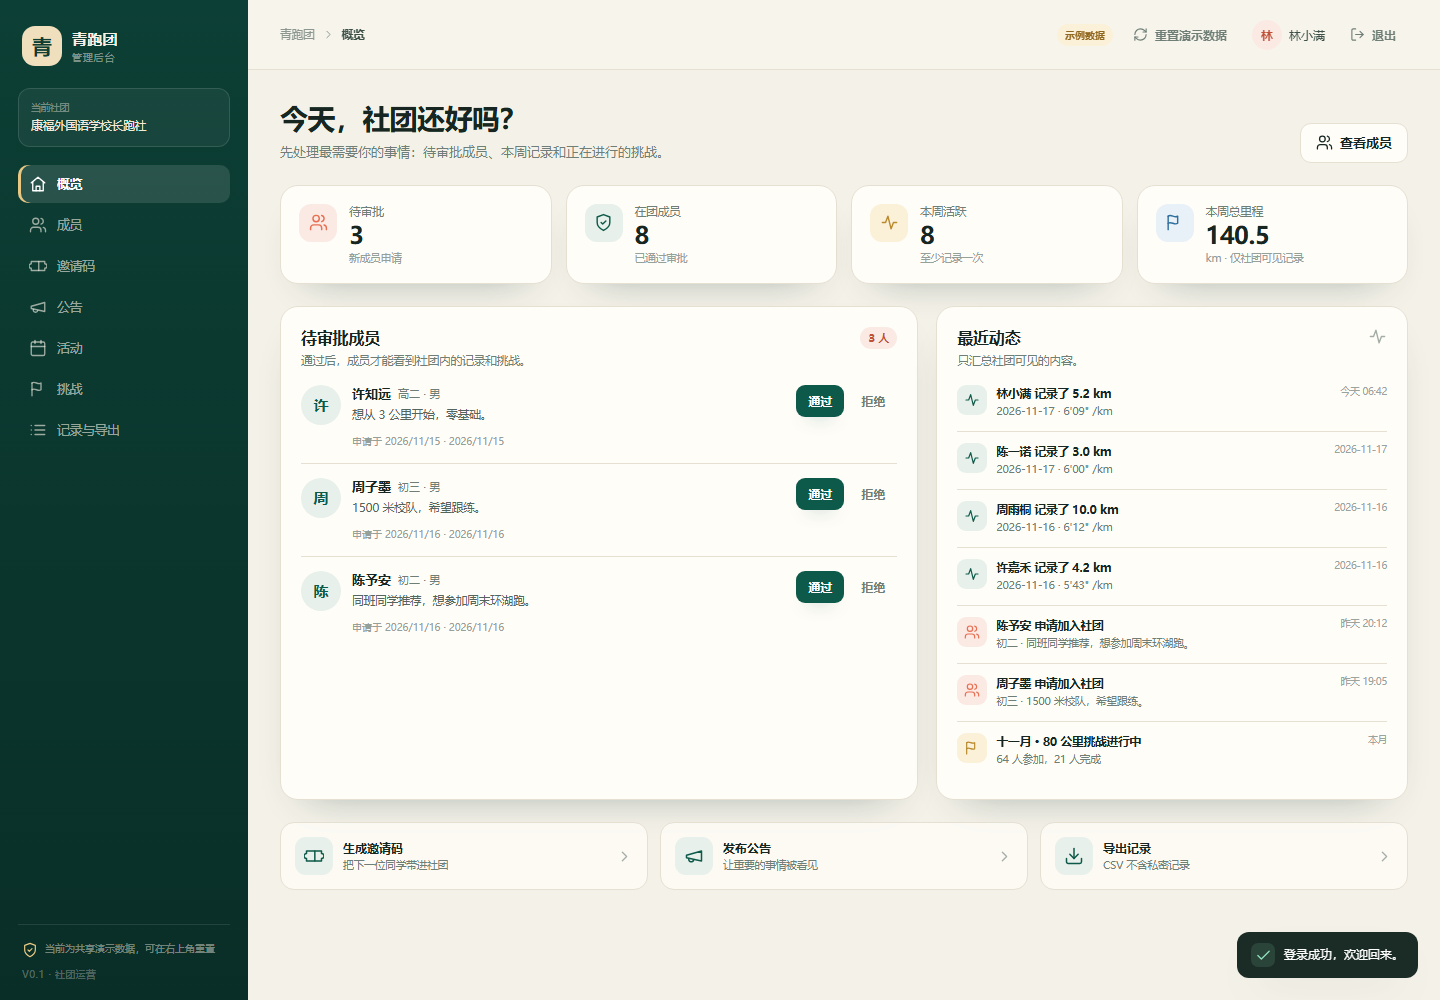 青
青跑团
管理后台
当前社团
康福外国语学校长跑社
概览
成员
邀请码
公告
活动
挑战
记录与导出
当前为共享演示数据，可在右上角重置
V0.1 · 社团运营
青跑团 > 概览
示例数据
重置演示数据
林 林小满
退出
今天，社团还好吗？
先处理最需要你的事情：待审批成员、本周记录和正在进行的挑战。
查看成员
待审批
3
新成员申请
在团成员
8
已通过审批
本周活跃
8
至少记录一次
本周总里程
140.5
km · 仅社团可见记录
待审批成员
3 人
通过后，成员才能看到社团内的记录和挑战。
许 许知远 高二 · 男
想从 3 公里开始，零基础。
申请于 2026/11/15 · 2026/11/15
通过 拒绝
周 周子墨 初三 · 男
1500 米校队，希望跟练。
申请于 2026/11/16 · 2026/11/16
通过 拒绝
陈 陈予安 初二 · 男
同班同学推荐，想参加周末环湖跑。
申请于 2026/11/16 · 2026/11/16
通过 拒绝
最近动态
只汇总社团可见的内容。
林小满 记录了 5.2 km 今天 06:42
2026-11-17 · 6'09" /km
陈一诺 记录了 3.0 km 2026-11-17
2026-11-17 · 6'00" /km
周雨桐 记录了 10.0 km 2026-11-16
2026-11-16 · 6'12" /km
许嘉禾 记录了 4.2 km 2026-11-16
2026-11-16 · 5'43" /km
陈予安 申请加入社团 昨天 20:12
初二 · 同班同学推荐，想参加周末环湖跑。
周子墨 申请加入社团 昨天 19:05
初三 · 1500 米校队，希望跟练。
十一月 · 80 公里挑战进行中 本月
64 人参加，21 人完成
生成邀请码
把下一位同学带进社团
发布公告
让重要的事情被看见
导出记录
CSV 不含私密记录
登录成功，欢迎回来。